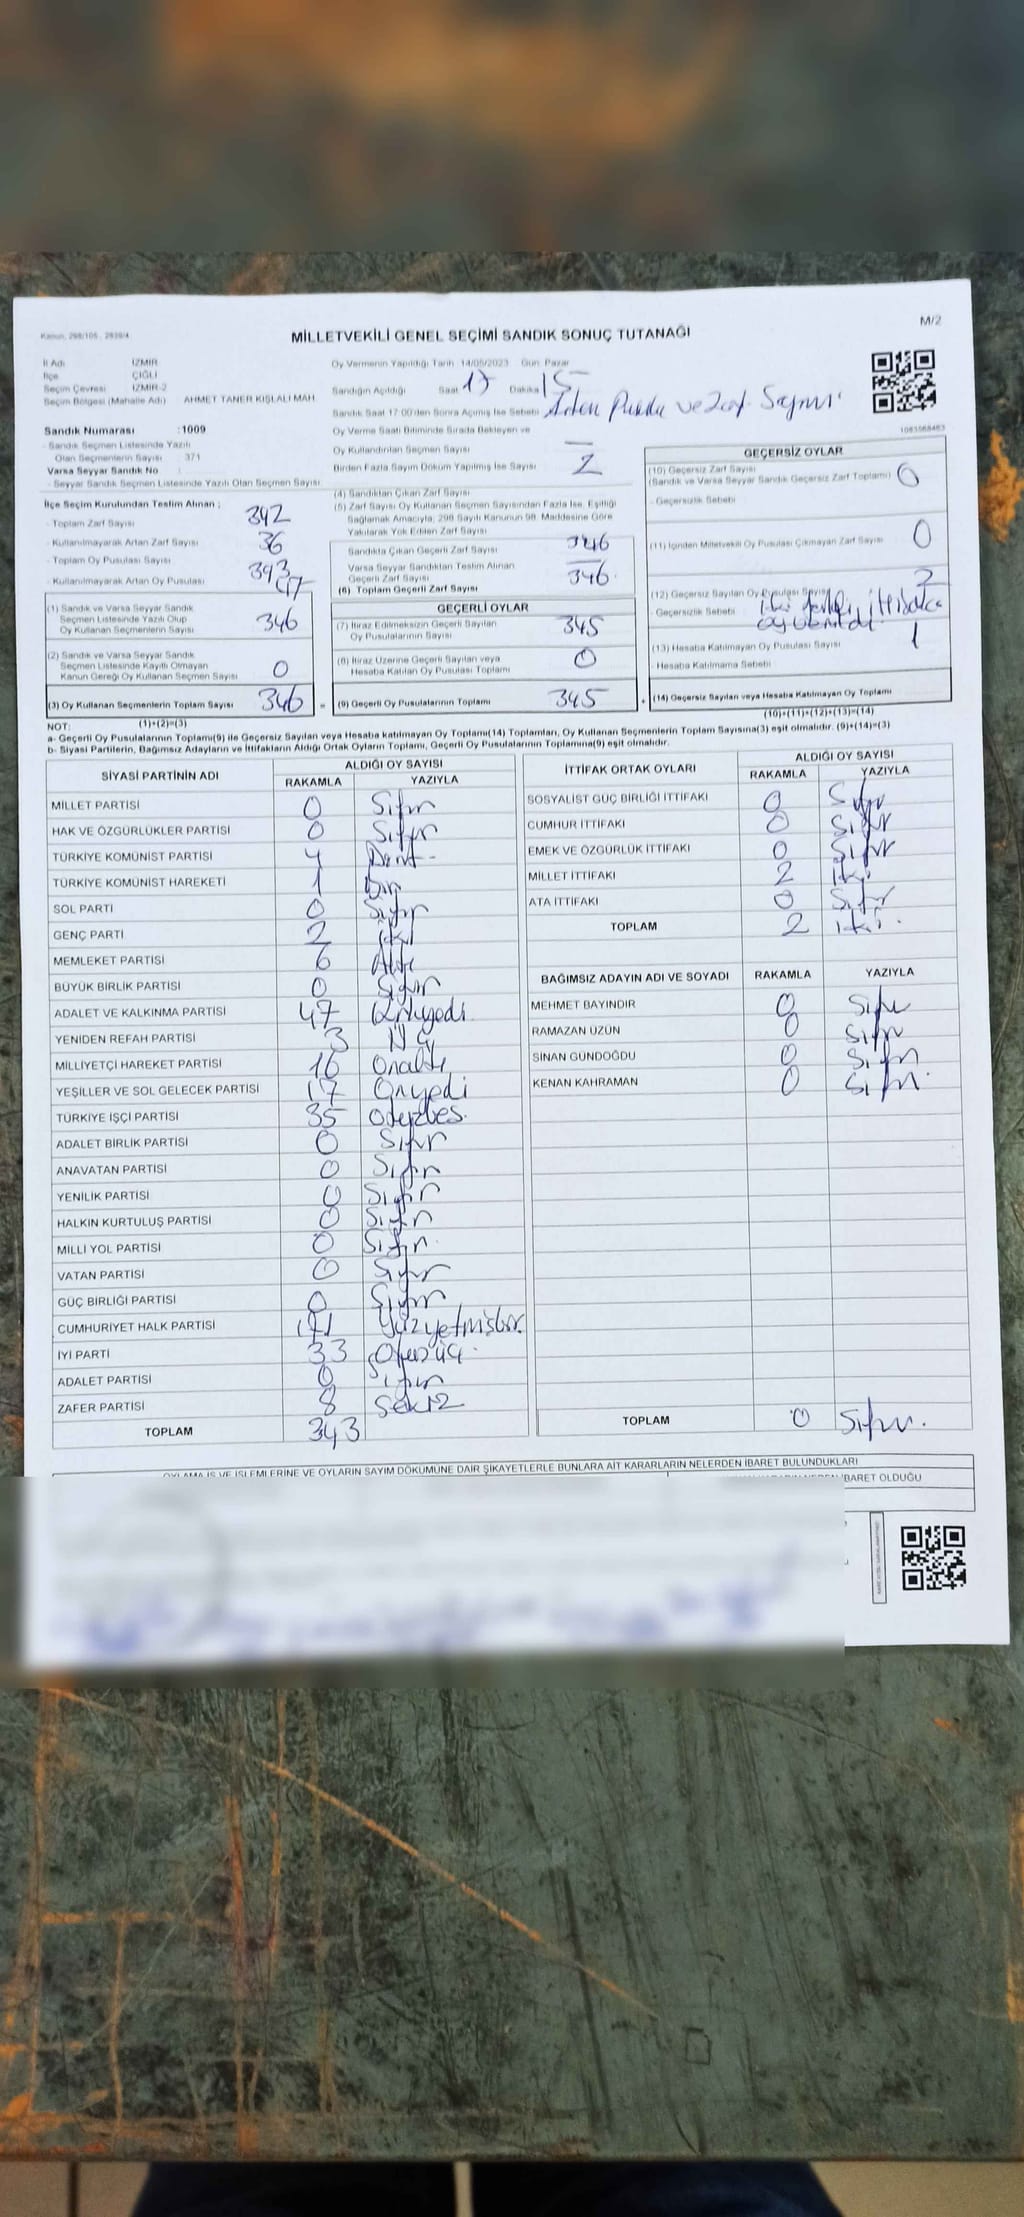 M/2
Kanun, 298/105 , 2839/4
MİLLETVEKİLİ GENEL SEÇİMİ SANDIK SONUÇ TUTANAĞI
İl Adı İZMİR
İlçe ÇİĞLİ
Seçim Çevresi İZMİR-2
Seçim Bölgesi (Mahalle Adı) AHMET TANER KIŞLALI MAH.
Oy Vermenin Yapıldığı Tarih 14/05/2023 Gün: Pazar
Sandığın Açıldığı Saat 17 Dakika 15
Sandık Saat 17:00'den Sonra Açımış İse Sebebi Artan Pusula ve Zarf Sayımı
Sandık Numarası :1009
Sandık Seçmen Listesinde Yazılı
Olan Seçmenlerin Sayısı 371
Varsa Seyyar Sandık No
- Seyyar Sandık Seçmen Listesinde Yazılı Olan Seçmen Sayısı
Oy Verme Saati Bitiminde Sırada Bekleyen ve
Oy Kullandırılan Seçmen Sayısı —
Birden Fazla Sayım Döküm Yapılmış İse Sayısı 2
İlçe Seçim Kurulundan Teslim Alınan ;
- Toplam Zarf Sayısı 392
- Kullanılmayarak Artan Zarf Sayısı 36
- Toplam Oy Pusulası Sayısı 393
- Kullanılmayarak Artan Oy Pusulası 47
(4) Sandıktan Çıkan Zarf Sayısı
(5) Zarf Sayısı Oy Kullanan Seçmen Sayısından Fazla İse, Eşitliği
Sağlamak Amacıyla, 298 Sayılı Kanunun 98. Maddesine Göre
Yakılarak Yok Edilen Zarf Sayısı
Sandıkta Çıkan Geçerli Zarf Sayısı 346
Varsa Seyyar Sandıktan Teslim Alınan
Geçerli Zarf Sayısı —
(6) Toplam Geçerli Zarf Sayısı 346
(1) Sandık ve Varsa Seyyar Sandık
Seçmen Listesinde Yazılı Olup
Oy Kullanan Seçmenlerin Sayısı 346
(2) Sandık ve Varsa Seyyar Sandık
Seçmen Listesinde Kayıtlı Olmayan
Kanun Gereği Oy Kullanan Seçmen Sayısı 0
(3) Oy Kullanan Seçmenlerin Toplam Sayısı 346
(1)+(2)=(3)
GEÇERLİ OYLAR
(7) İtiraz Edilmeksizin Geçerli Sayılan
Oy Pusulalarının Sayısı 345
(8) İtiraz Üzerine Geçerli Sayılan veya
Hesaba Katılan Oy Pusulası Toplamı 0
(9) Geçerli Oy Pusulalarının Toplamı 345
1083568463
GEÇERSİZ OYLAR
(10) Geçersiz Zarf Sayısı
(Sandık ve Varsa Seyyar Sandık Geçersiz Zarf Toplamı) 0
- Geçersizlik Sebebi
(11) İçinden Milletvekili Oy Pusulası Çıkmayan Zarf Sayısı 0
(12) Geçersiz Sayılan Oy Pusulası Sayısı
Geçersizlik Sebebi : iki farklı ittifaka
oy verildi.
(13) Hesaba Katılmayan Oy Pusulası Sayısı 1
Hesaba Katılmama Sebebi
(14) Geçersiz Sayılan veya Hesaba Katılmayan Oy Toplamı
(10)+(11)+(12)+(13)=(14)
NOT:
a- Geçerli Oy Pusulalarının Toplamı(9) ile Geçersiz Sayılan veya Hesaba katılmayan Oy Toplamı(14) Toplamları, Oy Kullanan Seçmenlerin Toplam Sayısına(3) eşit olmalıdır. (9)+(14)=(3)
b- Siyasi Partilerin, Bağımsız Adayların ve İttifakların Aldığı Ortak Oyların Toplamı, Geçerli Oy Pusulalarının Toplamına(9) eşit olmalıdır.
SİYASİ PARTİNİN ADI ALDIĞI OY SAYISI
RAKAMLA YAZIYLA
MİLLET PARTİSİ 0 Sıfır
HAK VE ÖZGÜRLÜKLER PARTİSİ 0 Sıfır
TÜRKİYE KOMÜNİST PARTİSİ 4 Dört
TÜRKİYE KOMÜNİST HAREKETİ 1 Bir
SOL PARTİ 0 Sıfır
GENÇ PARTİ 2 iki
MEMLEKET PARTİSİ 6 Altı
BÜYÜK BİRLİK PARTİSİ 0 Sıfır
ADALET VE KALKINMA PARTİSİ 47 Kırkyedi
YENİDEN REFAH PARTİSİ 3 Üç
MİLLİYETÇİ HAREKET PARTİSİ 16 Onaltı
YEŞİLLER VE SOL GELECEK PARTİSİ 17 Onyedi
TÜRKİYE İŞÇİ PARTİSİ 35 Otuzbeş
ADALET BİRLİK PARTİSİ 0 Sıfır
ANAVATAN PARTİSİ 0 Sıfır
YENİLİK PARTİSİ 0 Sıfır
HALKIN KURTULUŞ PARTİSİ 0 Sıfır
MİLLİ YOL PARTİSİ 0 Sıfır
VATAN PARTİSİ 0 Sıfır
GÜÇ BİRLİĞİ PARTİSİ 0 Sıfır
CUMHURİYET HALK PARTİSİ 171 Yüzyetmişbir
İYİ PARTİ 33 Otuzüç
ADALET PARTİSİ 0 Sıfır
ZAFER PARTİSİ 8 Sekiz
TOPLAM 343
İTTİFAK ORTAK OYLARI ALDIĞI OY SAYISI
RAKAMLA YAZIYLA
SOSYALİST GÜÇ BİRLİĞİ İTTİFAKI 0 Sıfır
CUMHUR İTTİFAKI 0 Sıfır
EMEK VE ÖZGÜRLÜK İTTİFAKI 0 Sıfır
MİLLET İTTİFAKI 2 iki
ATA İTTİFAKI 0 Sıfır
TOPLAM 2 iki
BAĞIMSIZ ADAYIN ADI VE SOYADI RAKAMLA YAZIYLA
MEHMET BAYINDIR 0 Sıfır
RAMAZAN UZUN 0 Sıfır
SİNAN GÜNDOĞDU 0 Sıfır
KENAN KAHRAMAN 0 Sıfır
TOPLAM 0 Sıfır.
OYLAMA İŞ VE İŞLEMLERİNE VE OYLARIN SAYIM DÖKÜMÜNE DAİR ŞİKAYETLERLE BUNLARA AİT KARARLARIN NELERDEN İBARET BULUNDUKLARI
İBARET OLDUĞU